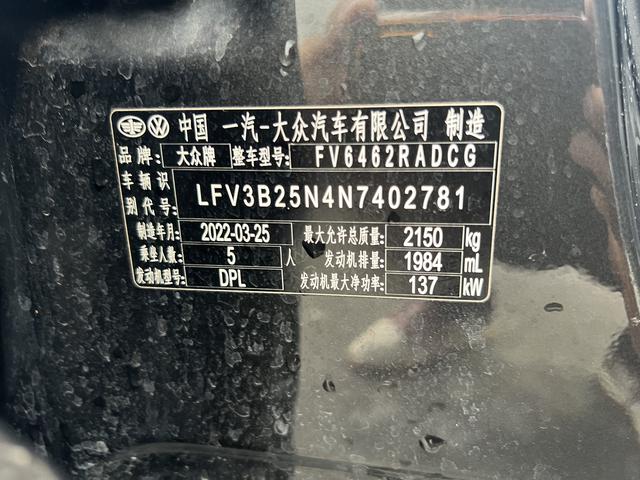 中国 一汽-大众汽车有限公司 制造
品牌: 大众牌 整车型号: FV6462RADCG
车辆识别代号: LFV3B25N4N7402781
制造年月: 2022-03-25 最大允许总质量: 2150 kg
乘坐人数: 5 人 发动机排量: 1984 mL
发动机型号: DPL 发动机最大净功率: 137 kW